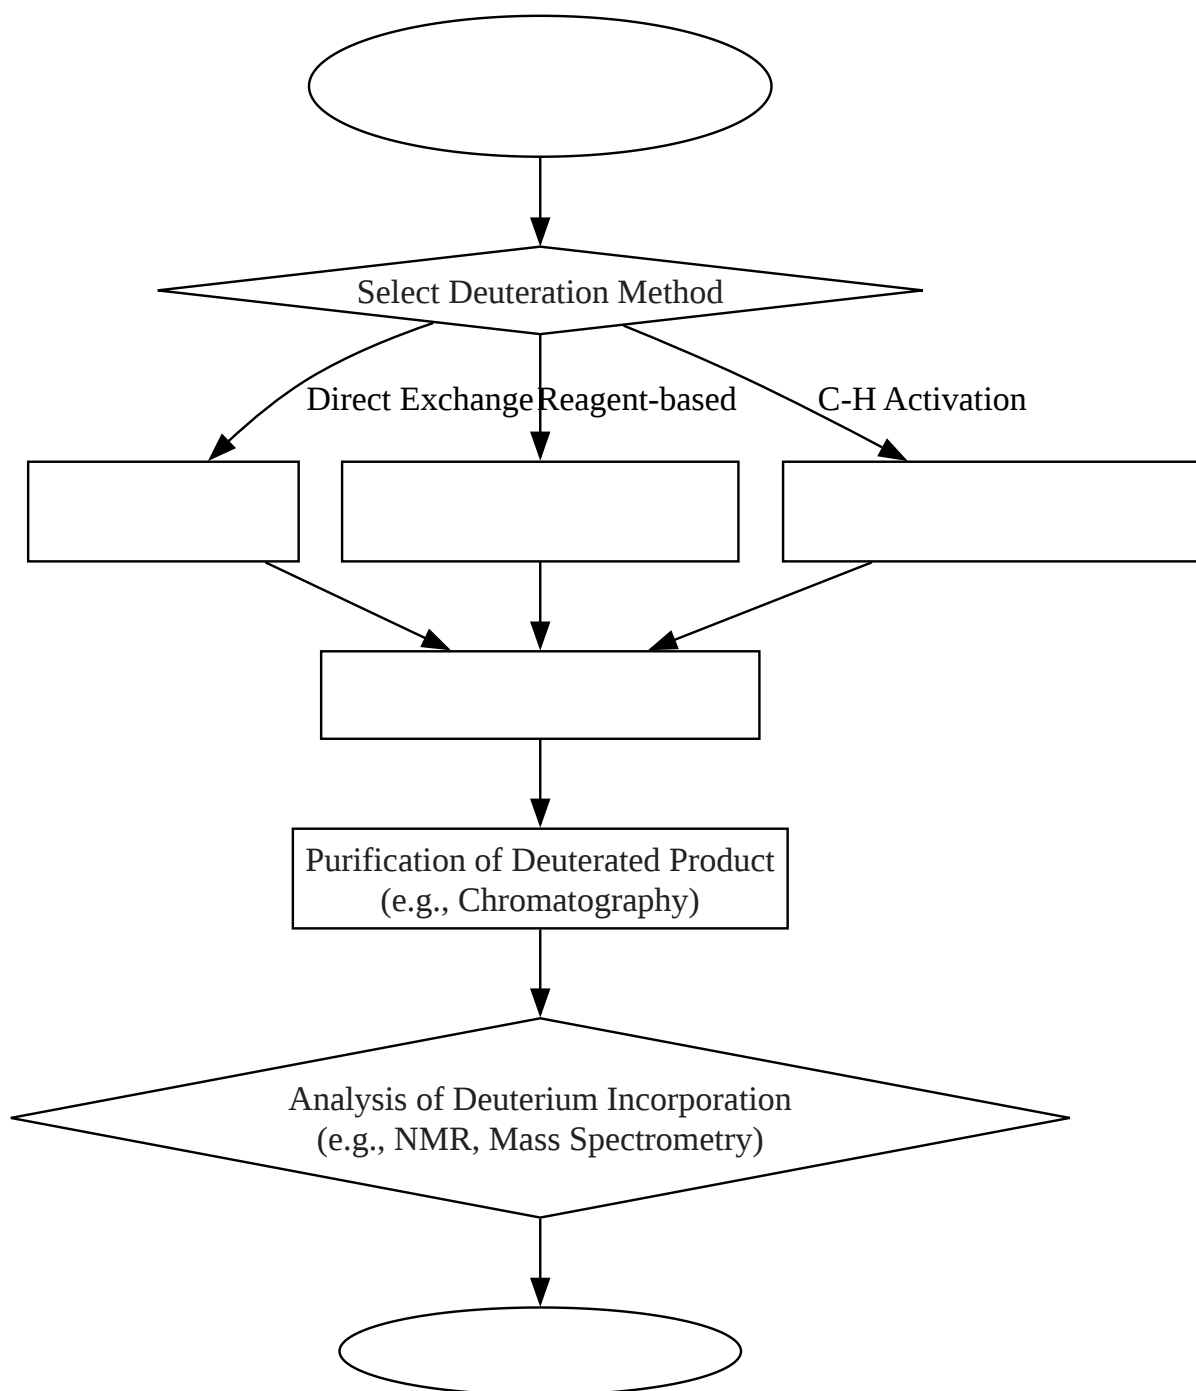 Select Deuteration Method
Direct Exchange
Reagent-based
C-H Activation
Purification of Deuterated Product
(e.g., Chromatography)
Analysis of Deuterium Incorporation
(e.g., NMR, Mass Spectrometry)